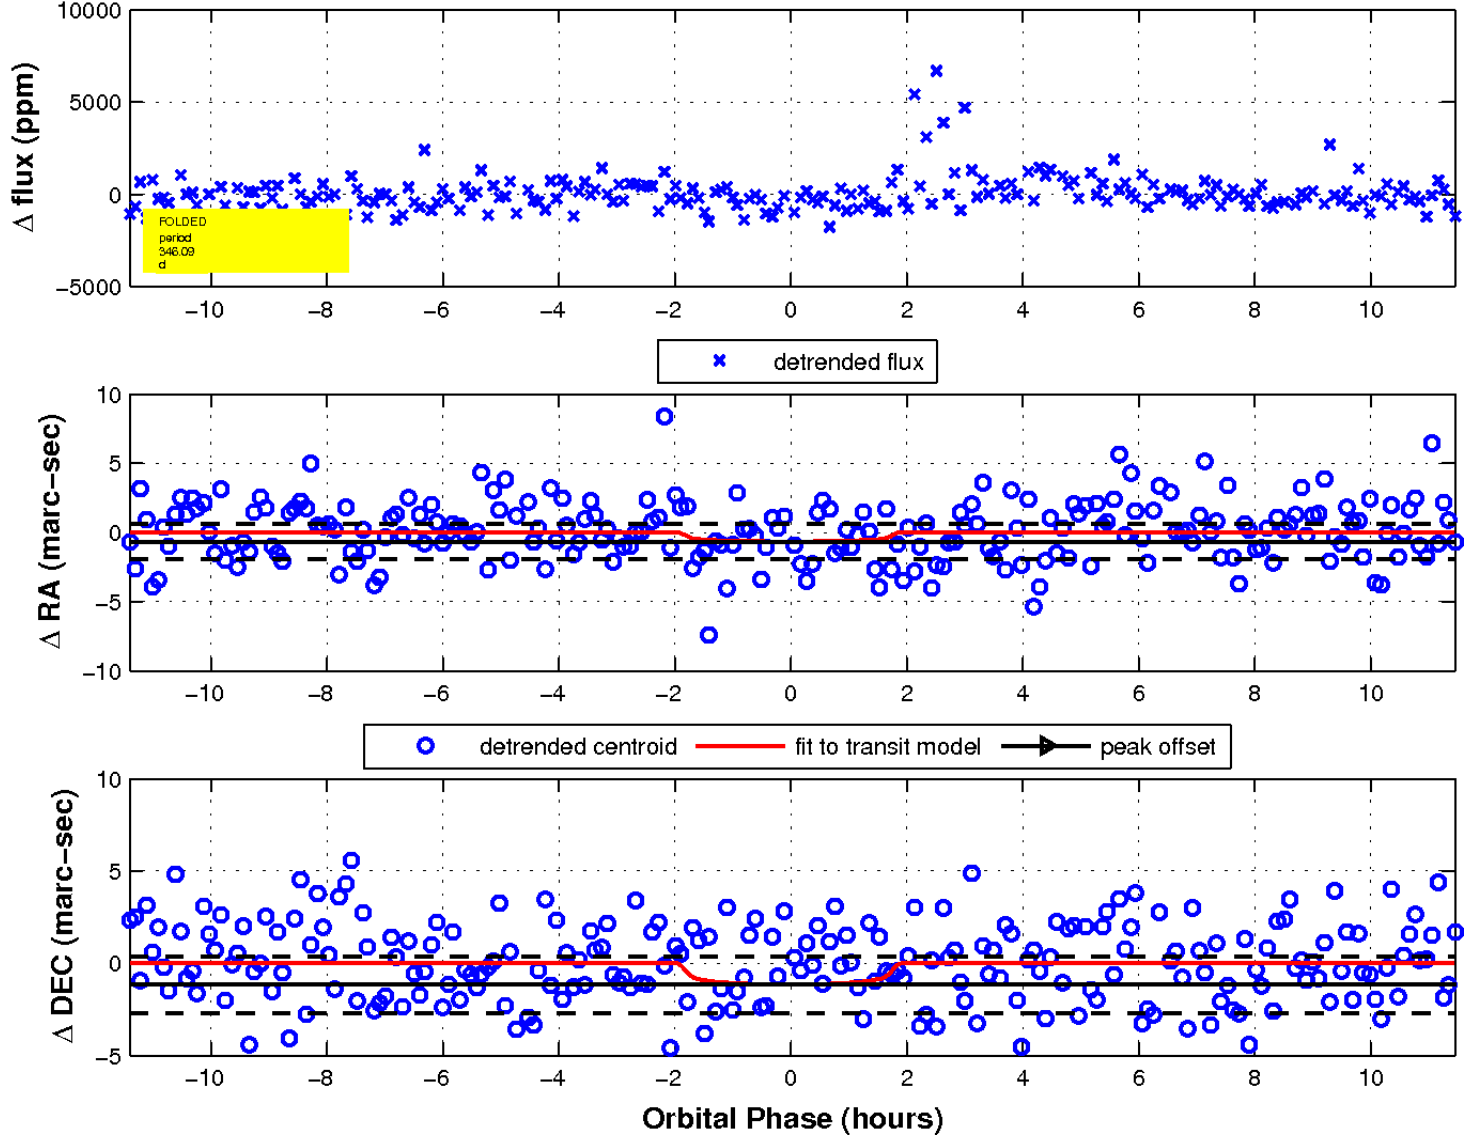 10000
5000
0
−5000
Δ flux (ppm)
FOLDED
period
346.09
d
−10 −8 −6 −4 −2 0 2 4 6 8 10
detrended flux
10
5
0
−5
−10
Δ RA (marc−sec)
−10 −8 −6 −4 −2 0 2 4 6 8 10
detrended centroid fit to transit model peak offset
10
5
0
−5
Δ DEC (marc−sec)
−10 −8 −6 −4 −2 0 2 4 6 8 10
Orbital Phase (hours)